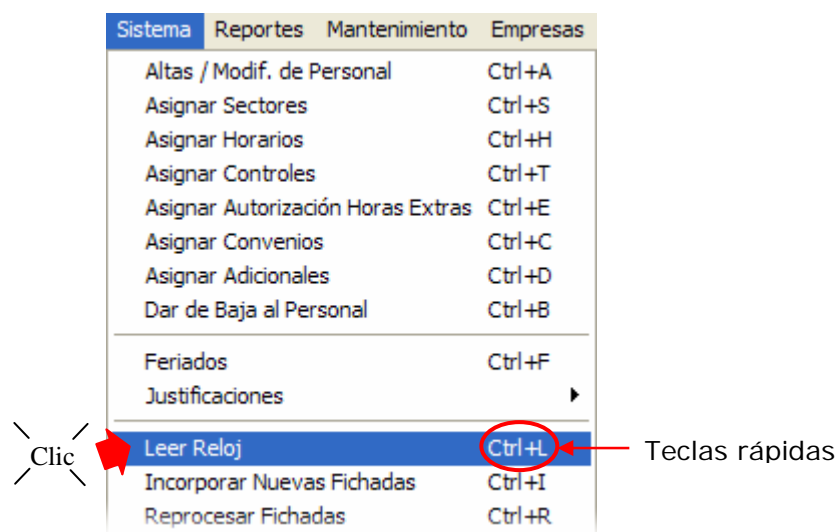 Sistema Reportes Mantenimiento Empresas
Altas / Modif. de Personal Ctrl+A
Asignar Sectores Ctrl+S
Asignar Horarios Ctrl+H
Asignar Controles Ctrl+T
Asignar Autorización Horas Extras Ctrl+E
Asignar Convenios Ctrl+C
Asignar Adicionales Ctrl+D
Dar de Baja al Personal Ctrl+B
Feriados Ctrl+F
Justificaciones
Clic Leer Reloj Ctrl+L Teclas rápidas
Incorporar Nuevas Fichadas Ctrl+I
Reprocesar Fichadas Ctrl+R